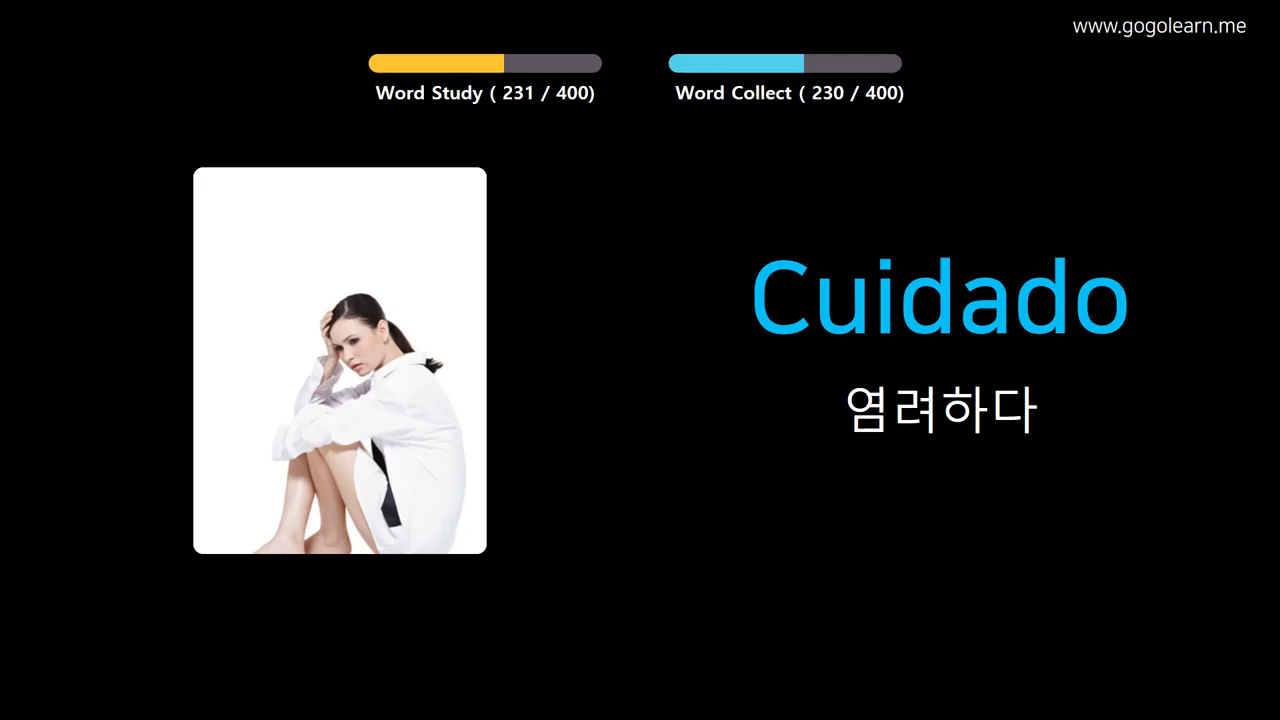 www.gogolearn.me
Word Study ( 231 / 400)
Word Collect ( 230 / 400)
Cuidado
염려하다